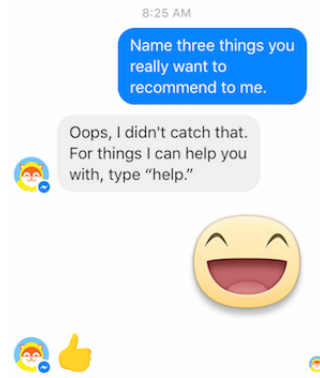 8:25 AM
Name three things you
really want to
recommend to me.
Oops, I didn't catch that.
For things I can help you
with, type “help.”